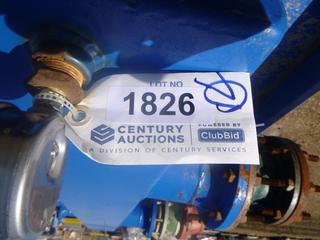 LOT NO
1826
CENTURY
AUCTIONS
POWERED BY
ClubBid
A DIVISION OF CENTURY SERVICES